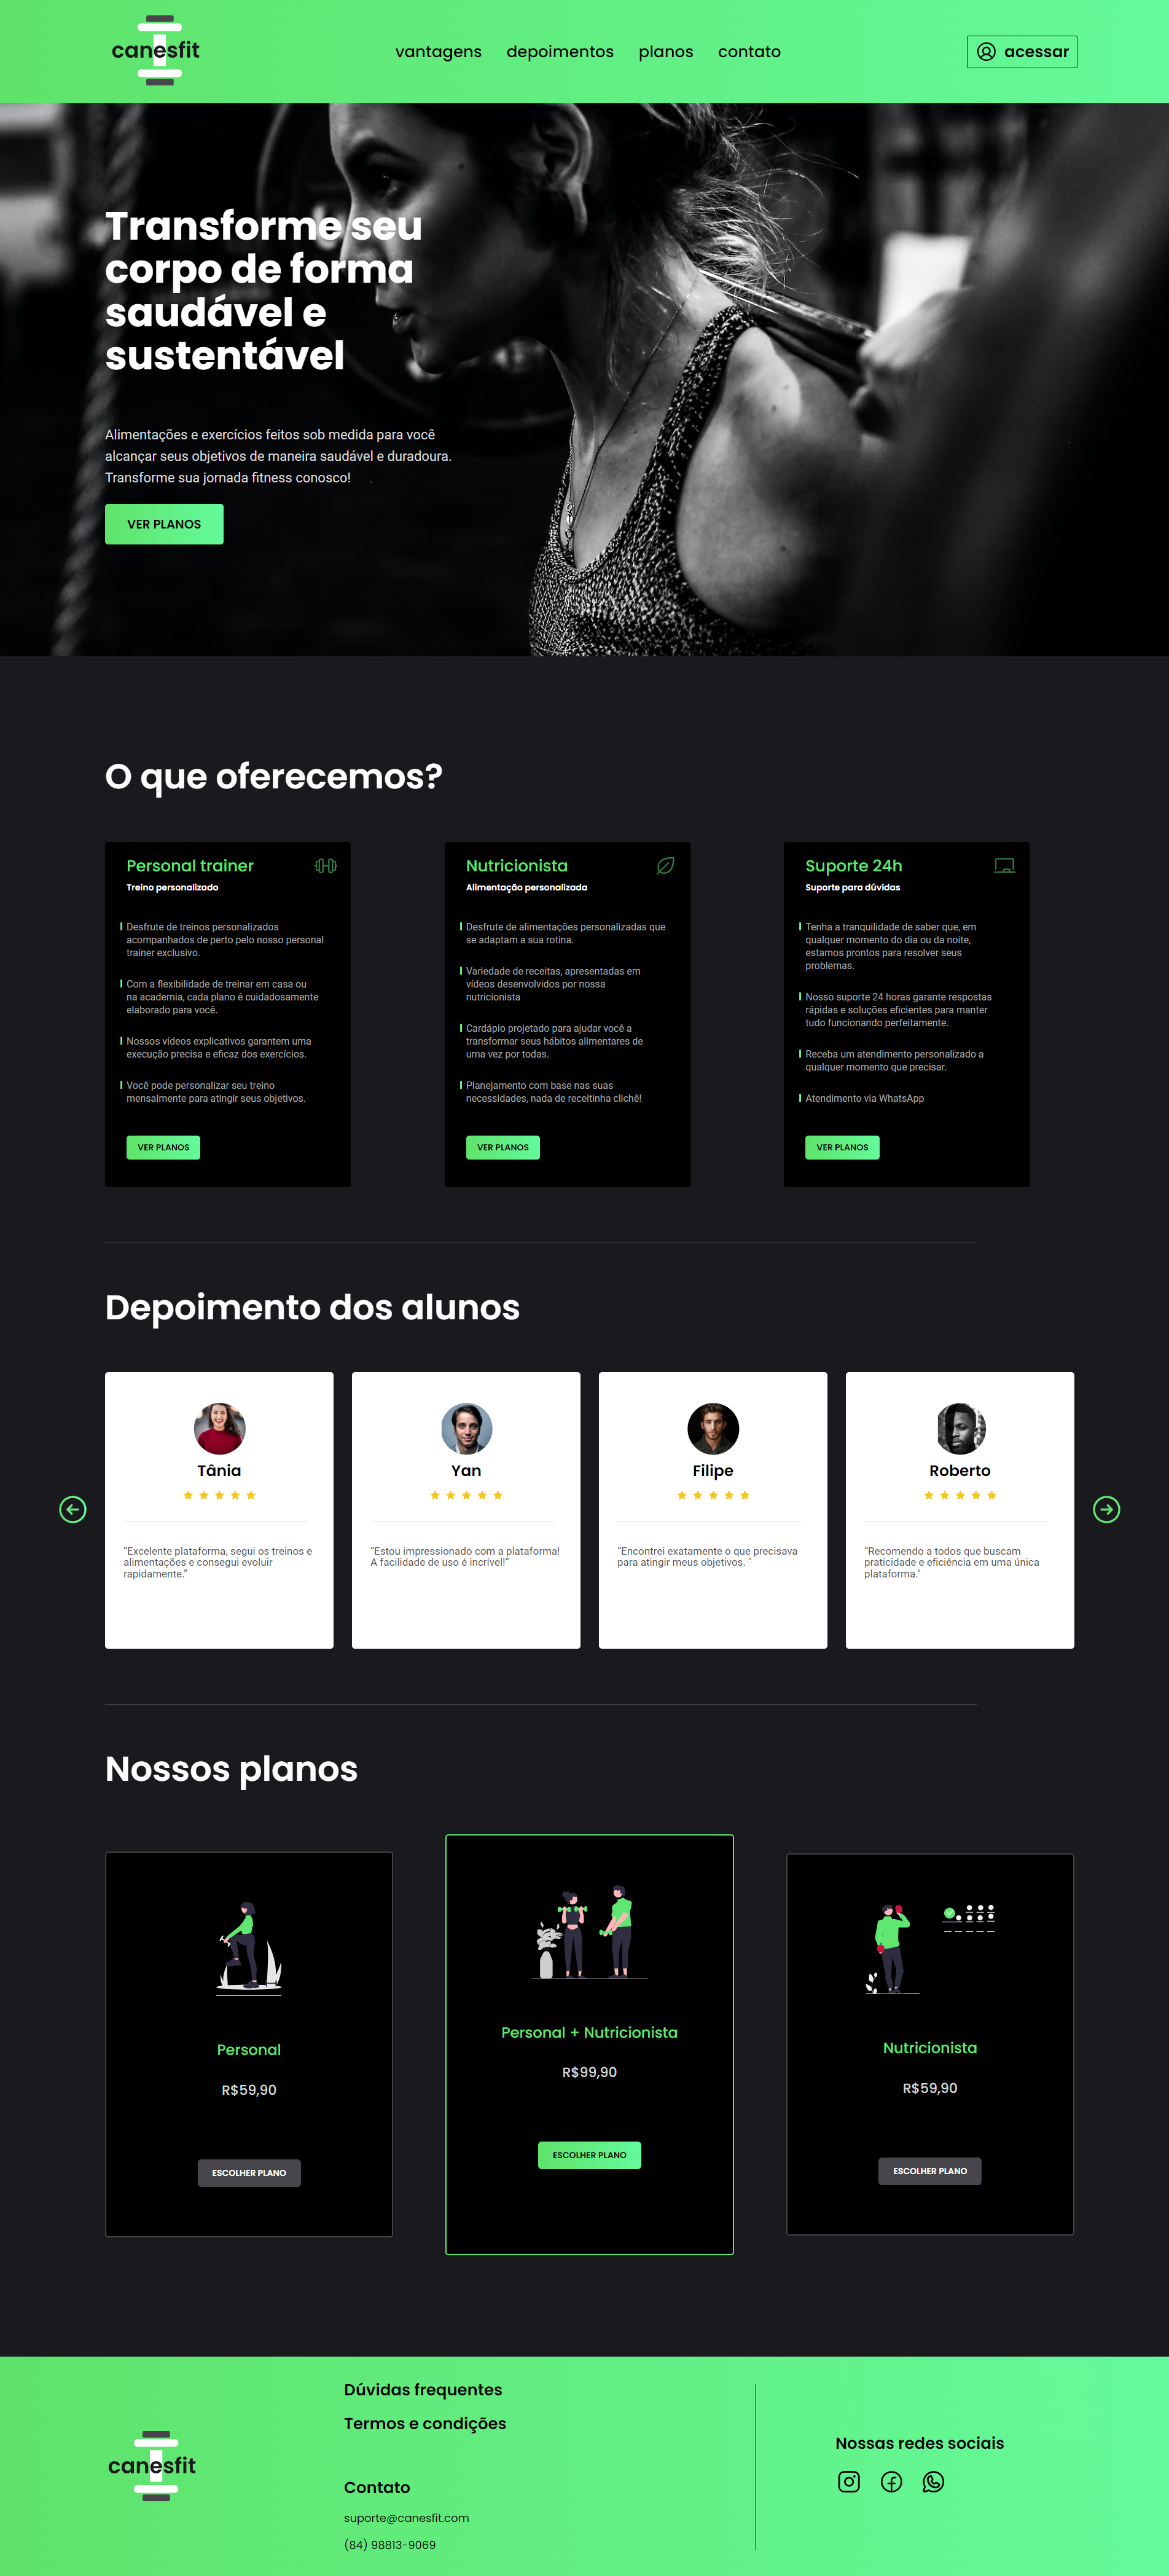 canesfit
vantagens
depoimentos
planos
contato
acessar
Transforme seu
corpo de forma
saudável e
sustentável
Alimentações e exercícios feitos sob medida para você
alcançar seus objetivos de maneira saudável e duradoura.
Transforme sua jornada fitness conosco!
VER PLANOS
O que oferecemos?
Personal trainer
Treino personalizado
Desfrute de treinos personalizados
acompanhados de perto pelo nosso personal
trainer exclusivo.
Com a flexibilidade de treinar em casa ou
na academia, cada plano é cuidadosamente
elaborado para você.
Nossos vídeos explicativos garantem uma
execução precisa e eficaz dos exercícios.
Você pode personalizar seu treino
mensalmente para atingir seus objetivos.
VER PLANOS
Nutricionista
Alimentação personalizada
Desfrute de alimentações personalizadas que
se adaptam a sua rotina.
Variedade de receitas, apresentadas em
vídeos desenvolvidos por nossa
nutricionista
Cardápio projetado para ajudar você a
transformar seus hábitos alimentares de
uma vez por todas.
Planejamento com base nas suas
necessidades, nada de receitinha clichê!
VER PLANOS
Suporte 24h
Suporte para dúvidas
Tenha a tranquilidade de saber que, em
qualquer momento do dia ou da noite,
estamos prontos para resolver seus
problemas.
Nosso suporte 24 horas garante respostas
rápidas e soluções eficientes para manter
tudo funcionando perfeitamente.
Receba um atendimento personalizado a
qualquer momento que precisar.
Atendimento via WhatsApp
VER PLANOS
Depoimento dos alunos
Tânia
"Excelente plataforma, segui os treinos e
alimentações e consegui evoluir
rapidamente."
Yan
"Estou impressionado com a plataforma!
A facilidade de uso é incrível!"
Filipe
"Encontrei exatamente o que precisava
para atingir meus objetivos. "
Roberto
"Recomendo a todos que buscam
praticidade e eficiência em uma única
plataforma."
Nossos planos
Personal
R$59,90
ESCOLHER PLANO
Personal + Nutricionista
R$99,90
ESCOLHER PLANO
Nutricionista
R$59,90
ESCOLHER PLANO
canesfit
Dúvidas frequentes
Termos e condições
Contato
suporte@canesfit.com
(84) 98813-9069
Nossas redes sociais